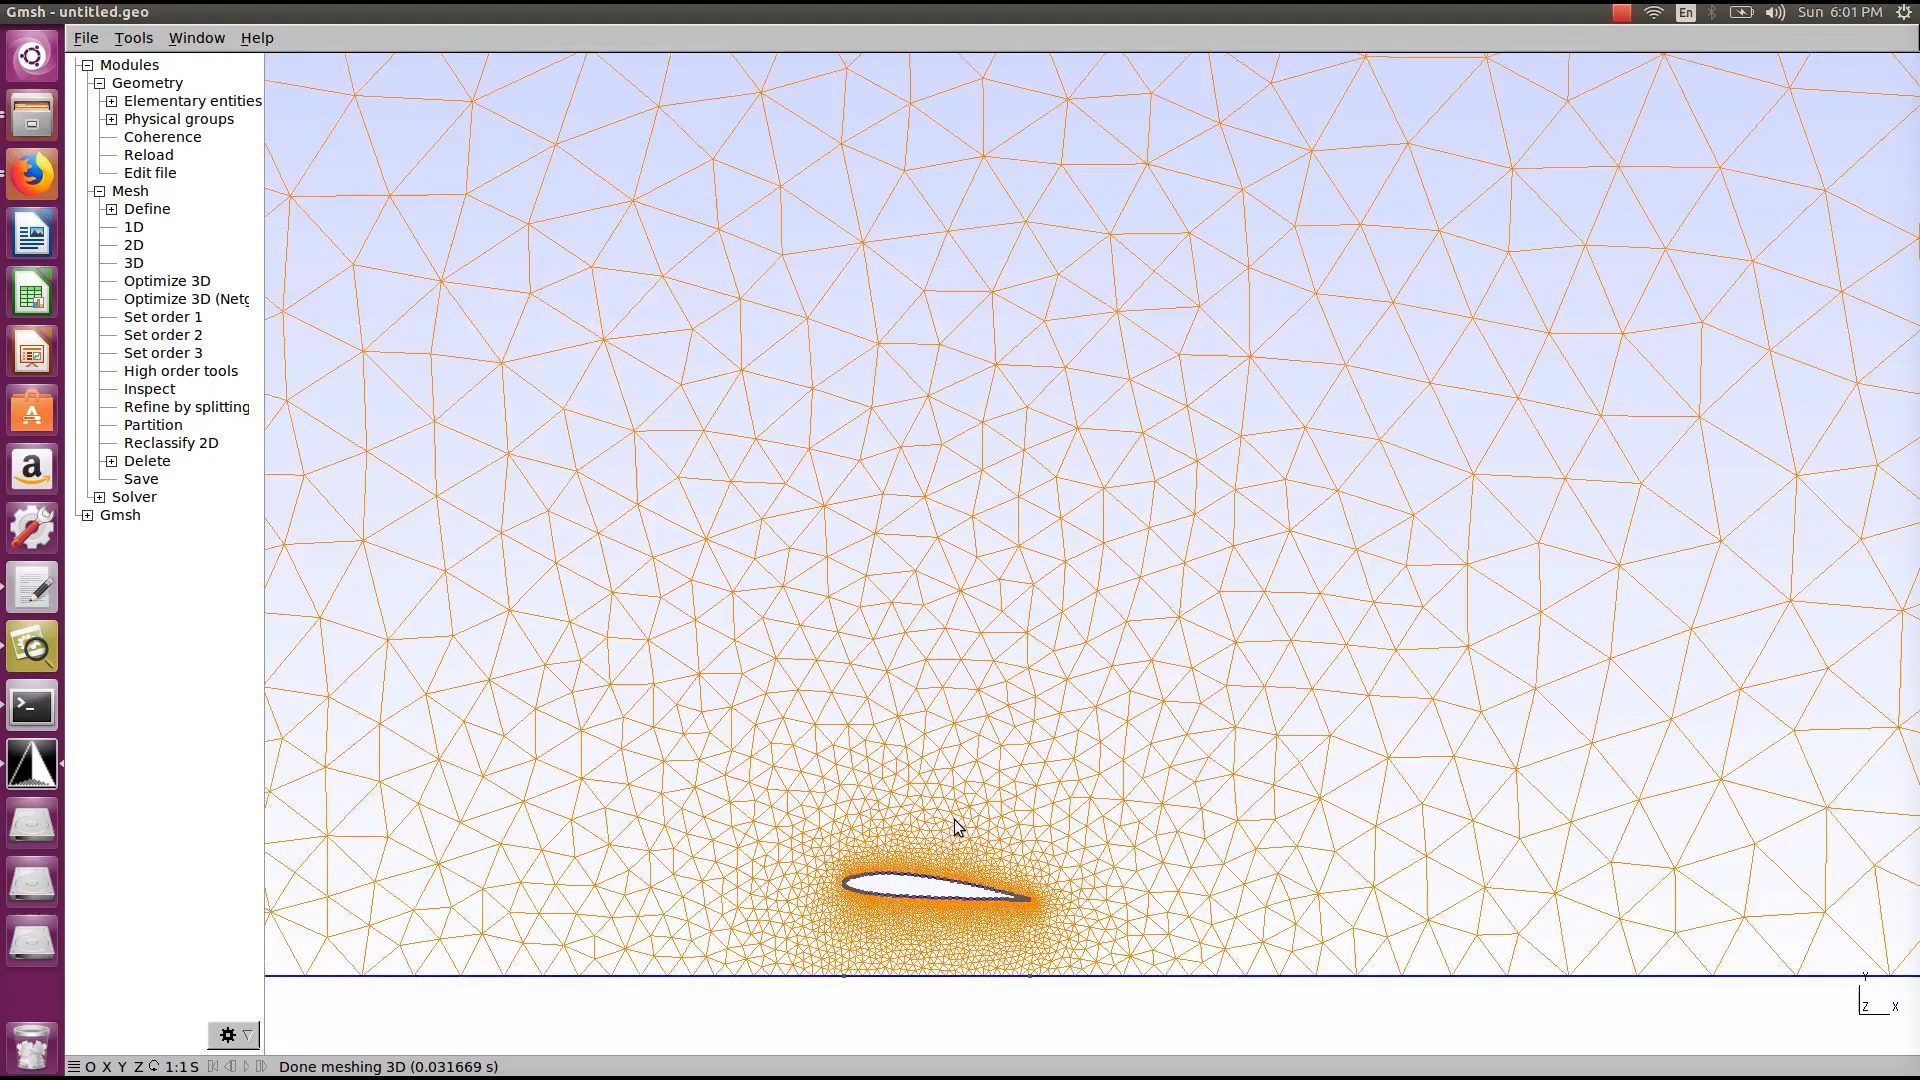 Gmsh - untitled.geo
En
Sun 6:01 PM
File Tools Window Help
Modules
Geometry
Elementary entities
Physical groups
Coherence
Reload
Edit file
Mesh
Define
1D
2D
3D
Optimize 3D
Optimize 3D (Netg
Set order 1
Set order 2
Set order 3
High order tools
Inspect
Refine by splitting
Partition
Reclassify 2D
Delete
Save
Solver
Gmsh
Y
Z X
O X Y Z 1:1 S Done meshing 3D (0.031669 s)